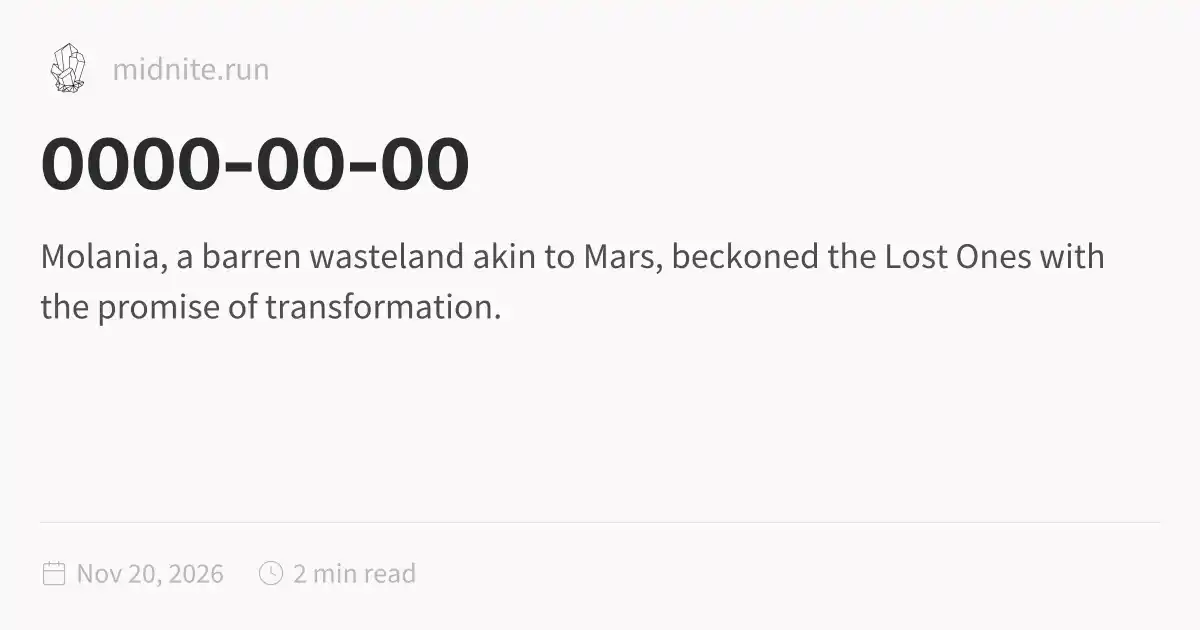 midnite.run
0000-00-00
Molania, a barren wasteland akin to Mars, beckoned the Lost Ones with
the promise of transformation.
Nov 20, 2026 2 min read